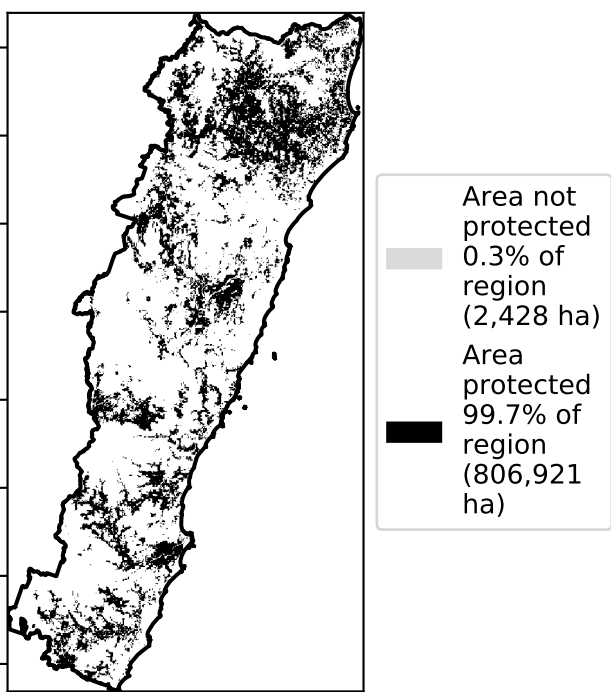 Area not
protected
0.3% of
region
(2,428 ha)
Area
protected
99.7% of
region
(806,921
ha)